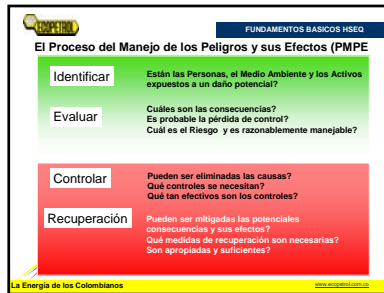 ECOPETROL
FUNDAMENTOS BASICOS HSEQ
El Proceso del Manejo de los Peligros y sus Efectos (PMPE
Identificar
Están las Personas, el Medio Ambiente y los Activos
expuestos a un daño potencial?
Evaluar
Cuáles son las consecuencias?
Es probable la pérdida de control?
Cuál es el Riesgo y es razonablemente manejable?
Controlar
Pueden ser eliminadas las causas?
Qué controles se necesitan?
Qué tan efectivos son los controles?
Recuperación
Pueden ser mitigadas las potenciales
consecuencias y sus efectos?
Qué medidas de recuperación son necesarias?
Son apropiadas y suficientes?
La Energía de los Colombianos
www.ecopetrol.com.co